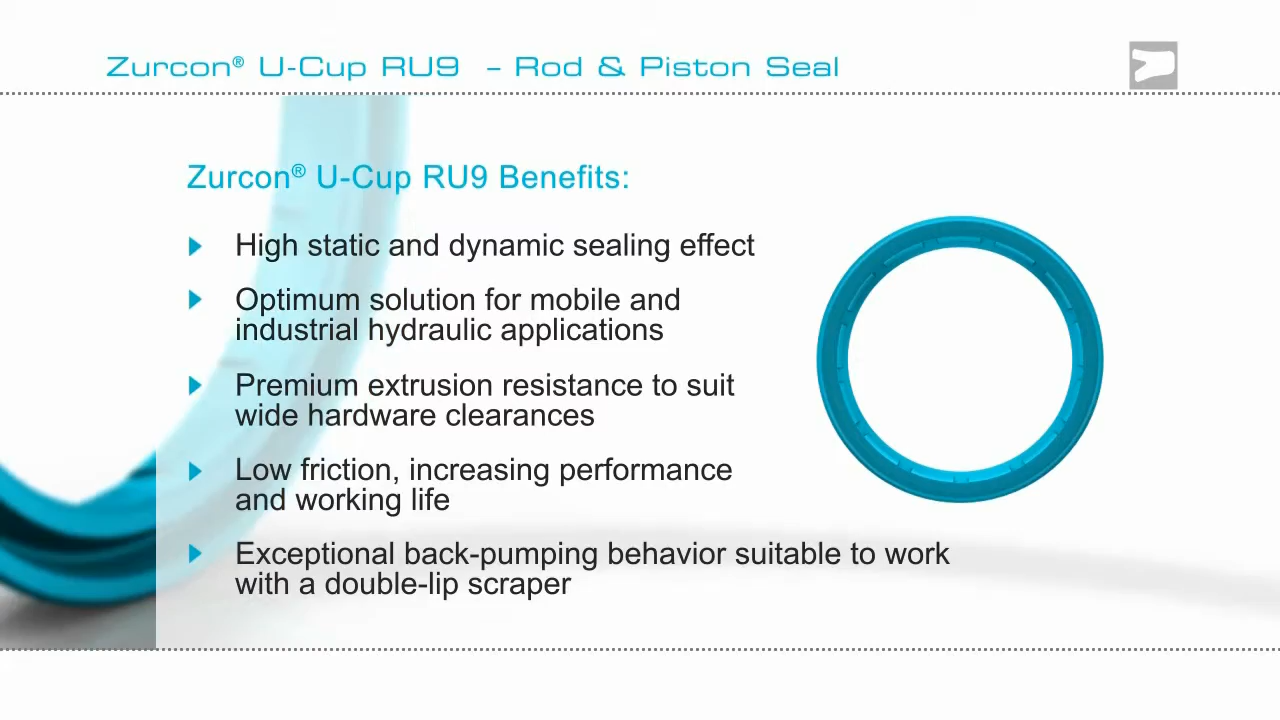 Zurcon® U-Cup RU9 – Rod & Piston Seal
Zurcon® U-Cup RU9 Benefits:
High static and dynamic sealing effect
Optimum solution for mobile and
industrial hydraulic applications
Premium extrusion resistance to suit
wide hardware clearances
Low friction, increasing performance
and working life
Exceptional back-pumping behavior suitable to work
with a double-lip scraper